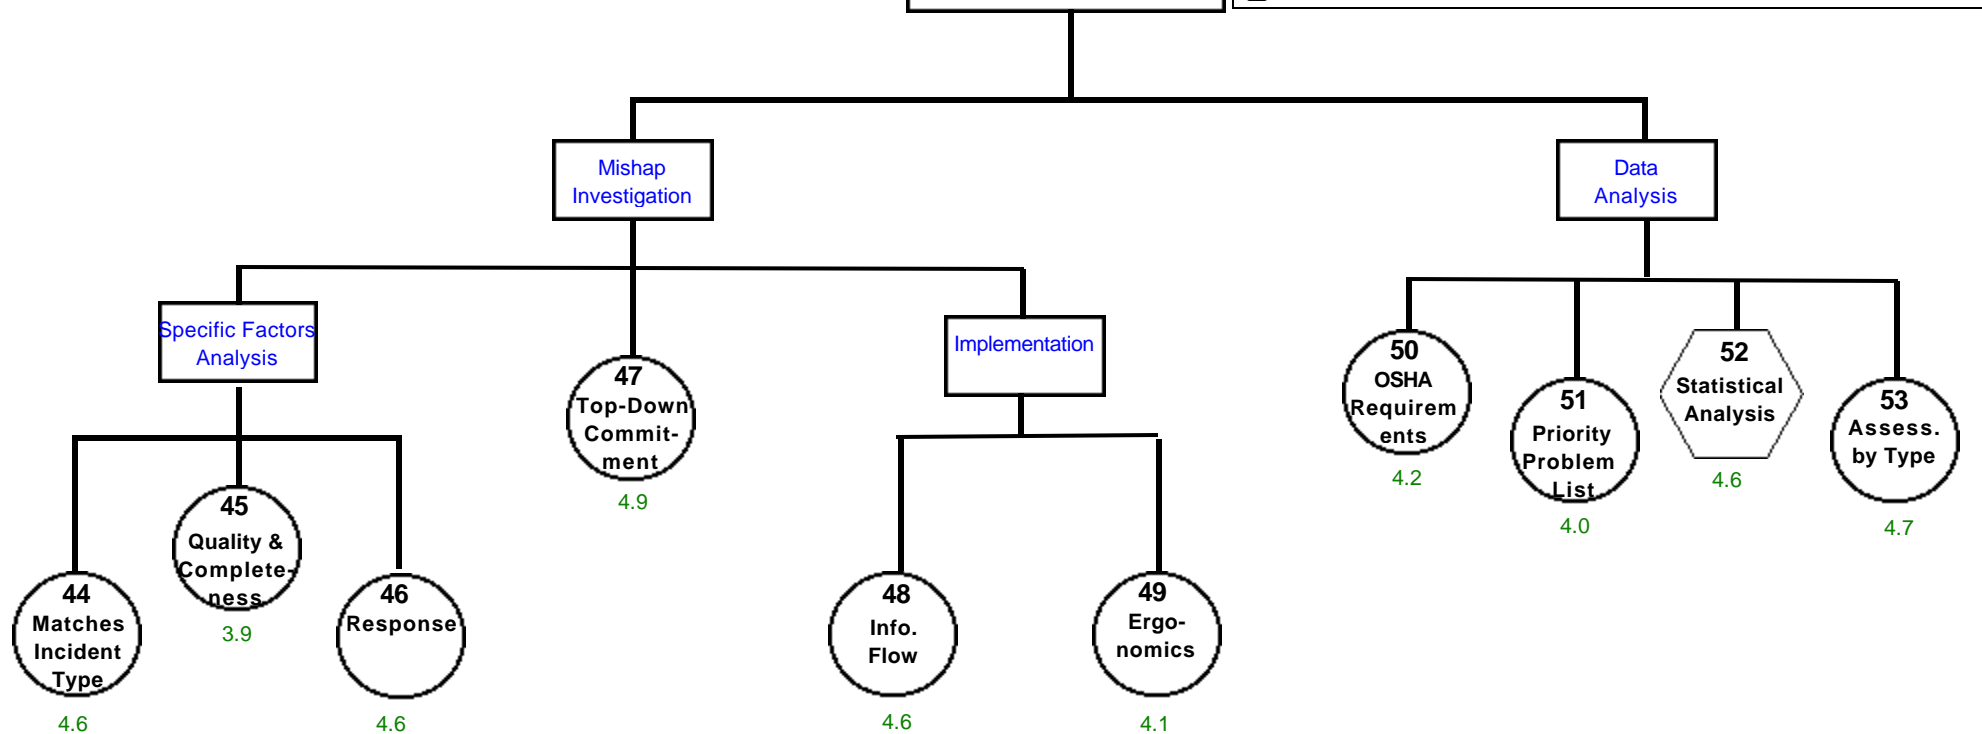 Mishap
Investigation
Data
Analysis
Specific Factors
Analysis
47
Top-Down
Commit-
ment
4.9
Implementation
50
OSHA
Requirem
ents
4.2
51
Priority
Problem
List
4.0
52
Statistical
Analysis
4.6
53
Assess.
by Type
4.7
44
Matches
Incident
Type
4.6
45
Quality &
Complete-
ness
3.9
46
Response
4.6
48
Info.
Flow
4.6
49
Ergo-
nomics
4.1